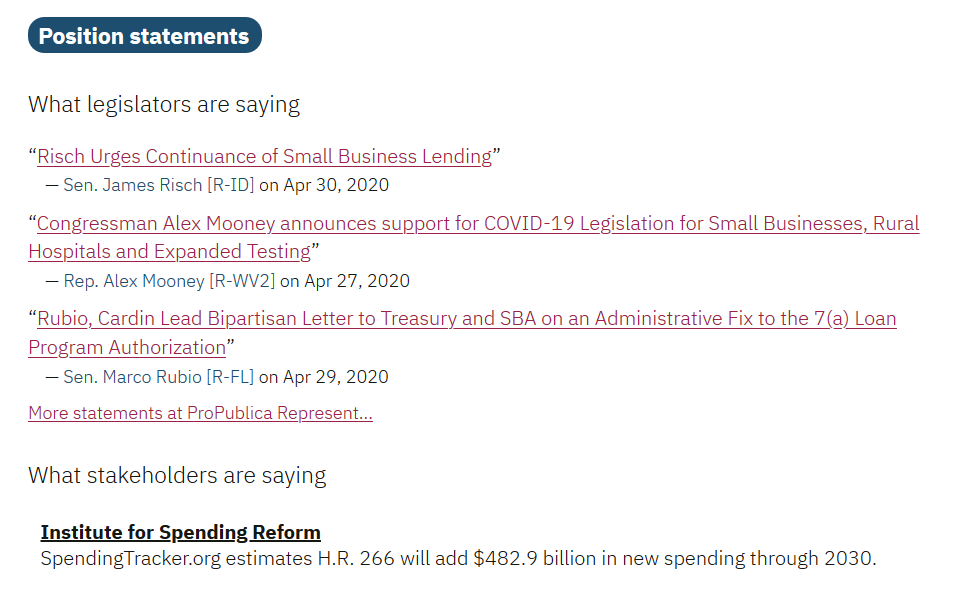 Position statements
What legislators are saying
“Risch Urges Continuance of Small Business Lending”
— Sen. James Risch [R-ID] on Apr 30, 2020
“Congressman Alex Mooney announces support for COVID-19 Legislation for Small Businesses, Rural
Hospitals and Expanded Testing”
— Rep. Alex Mooney [R-WV2] on Apr 27, 2020
“Rubio, Cardin Lead Bipartisan Letter to Treasury and SBA on an Administrative Fix to the 7(a) Loan
Program Authorization”
— Sen. Marco Rubio [R-FL] on Apr 29, 2020
More statements at ProPublica Represent...
What stakeholders are saying
Institute for Spending Reform
SpendingTracker.org estimates H.R. 266 will add $482.9 billion in new spending through 2030.